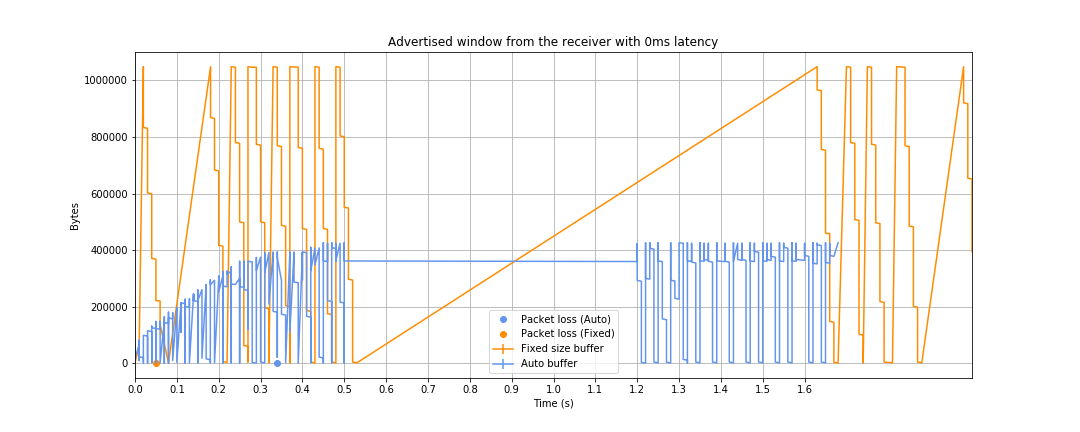 Advertised window from the receiver with 0ms latency
1000000
800000
600000
400000
200000
0
Bytes
Packet loss (Auto)
Packet loss (Fixed)
Fixed size buffer
Auto buffer
0.0 0.1 0.2 0.3 0.4 0.5 0.6 0.7 0.8 0.9 1.0 1.1 1.2 1.3 1.4 1.5 1.6
Time (s)